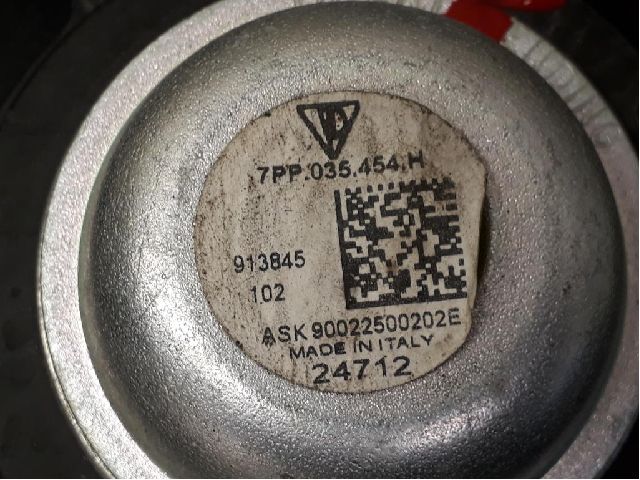 7PP.035.454.H
913845
102
ASK 90022500202E
MADE IN ITALY
24712